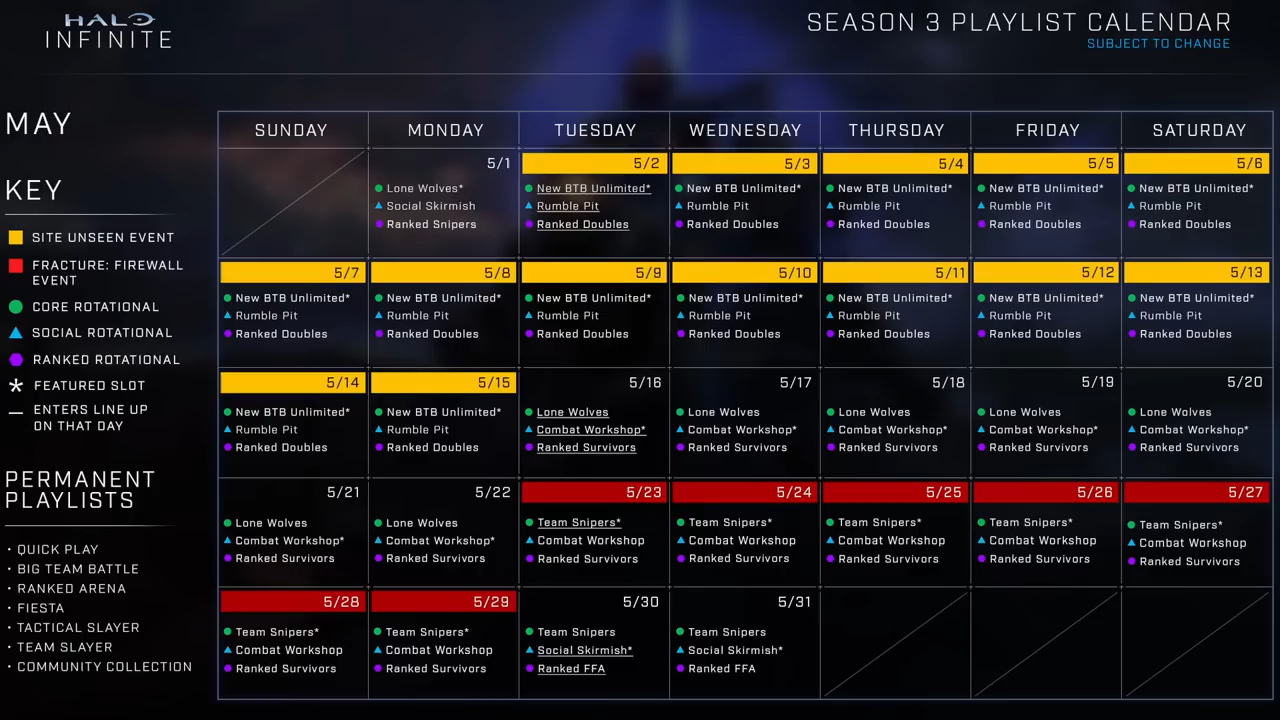 HALO
INFINITE
SEASON 3 PLAYLIST CALENDAR
SUBJECT TO CHANGE
MAY
KEY
SITE UNSEEN EVENT
FRACTURE: FIREWALL
EVENT
CORE ROTATIONAL
SOCIAL ROTATIONAL
RANKED ROTATIONAL
* FEATURED SLOT
— ENTERS LINE UP
ON THAT DAY
PERMANENT
PLAYLISTS
· QUICK PLAY
· BIG TEAM BATTLE
· RANKED ARENA
· FIESTA
· TACTICAL SLAYER
· TEAM SLAYER
· COMMUNITY COLLECTION
SUNDAY MONDAY TUESDAY WEDNESDAY THURSDAY FRIDAY SATURDAY
5/1 5/2 5/3 5/4 5/5 5/6
Lone Wolves* New BTB Unlimited* New BTB Unlimited* New BTB Unlimited* New BTB Unlimited* New BTB Unlimited*
Social Skirmish Rumble Pit Rumble Pit Rumble Pit Rumble Pit Rumble Pit
Ranked Snipers Ranked Doubles Ranked Doubles Ranked Doubles Ranked Doubles Ranked Doubles
5/7 5/8 5/9 5/10 5/11 5/12 5/13
New BTB Unlimited* New BTB Unlimited* New BTB Unlimited* New BTB Unlimited* New BTB Unlimited* New BTB Unlimited* New BTB Unlimited*
Rumble Pit Rumble Pit Rumble Pit Rumble Pit Rumble Pit Rumble Pit Rumble Pit
Ranked Doubles Ranked Doubles Ranked Doubles Ranked Doubles Ranked Doubles Ranked Doubles Ranked Doubles
5/14 5/15 5/16 5/17 5/18 5/19 5/20
New BTB Unlimited* New BTB Unlimited* Lone Wolves Lone Wolves Lone Wolves Lone Wolves Lone Wolves
Rumble Pit Rumble Pit Combat Workshop* Combat Workshop* Combat Workshop* Combat Workshop* Combat Workshop*
Ranked Doubles Ranked Doubles Ranked Survivors Ranked Survivors Ranked Survivors Ranked Survivors Ranked Survivors
5/21 5/22 5/23 5/24 5/25 5/26 5/27
Lone Wolves Lone Wolves Team Snipers* Team Snipers* Team Snipers* Team Snipers* Team Snipers*
Combat Workshop* Combat Workshop* Combat Workshop Combat Workshop Combat Workshop Combat Workshop Combat Workshop
Ranked Survivors Ranked Survivors Ranked Survivors Ranked Survivors Ranked Survivors Ranked Survivors Ranked Survivors
5/28 5/29 5/30 5/31
Team Snipers* Team Snipers* Team Snipers Team Snipers
Combat Workshop Combat Workshop Social Skirmish* Social Skirmish*
Ranked Survivors Ranked Survivors Ranked FFA Ranked FFA